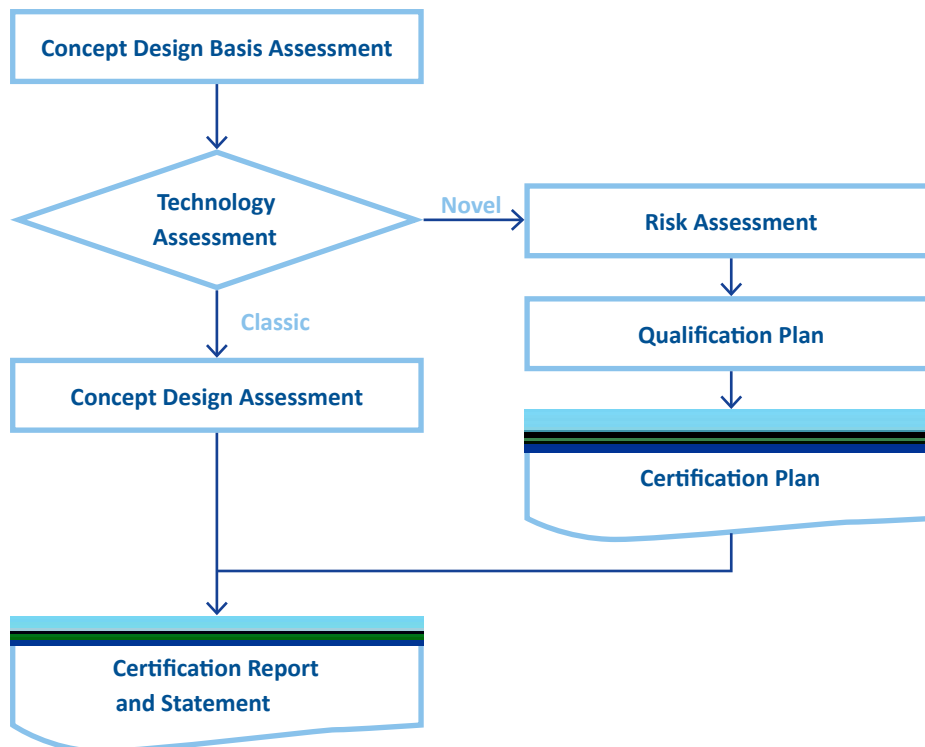 Concept Design Basis Assessment
Technology
Assessment
Novel
Risk Assessment
Classic
Qualification Plan
Concept Design Assessment
Certification Plan
Certification Report
and Statement